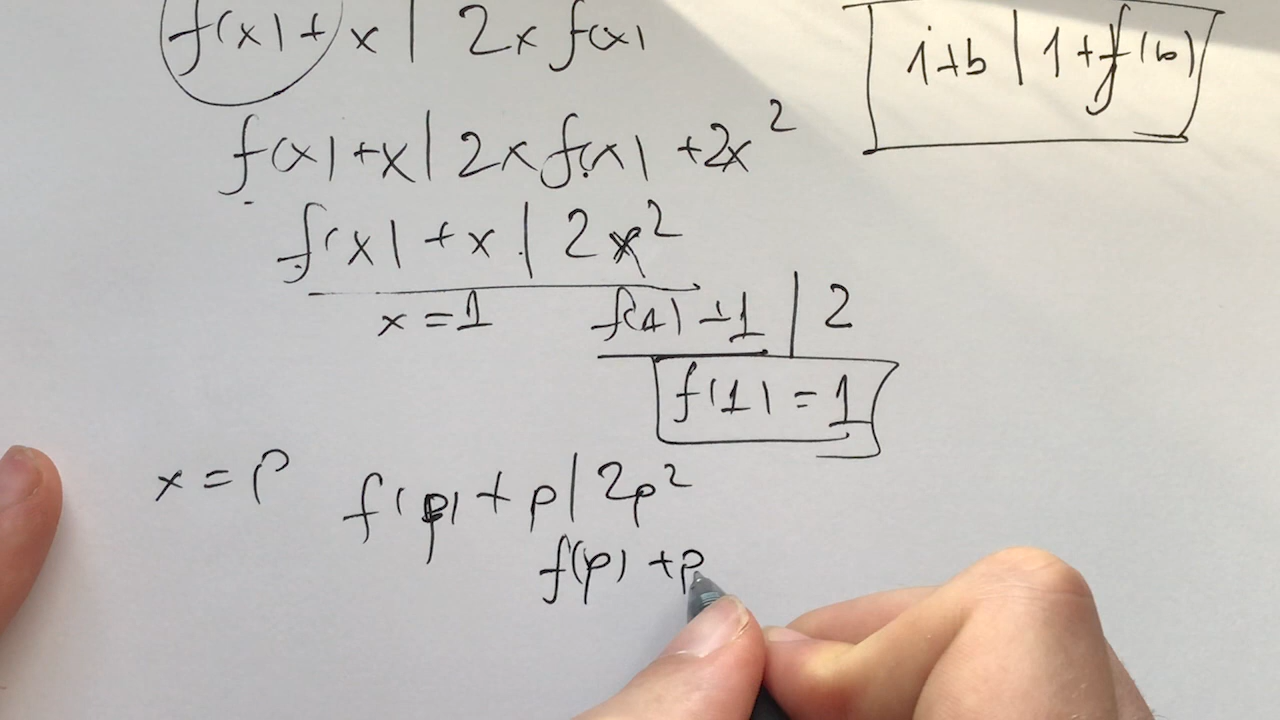 f(x) + x | 2x f(x)
1+b | 1+f(b)
f(x) + x | 2x f(x) + 2x²
f(x) + x | 2x²
x = 1 f(1) + 1 | 2
f(1) = 1
x = p f(p) + p | 2p²
f(p) + p